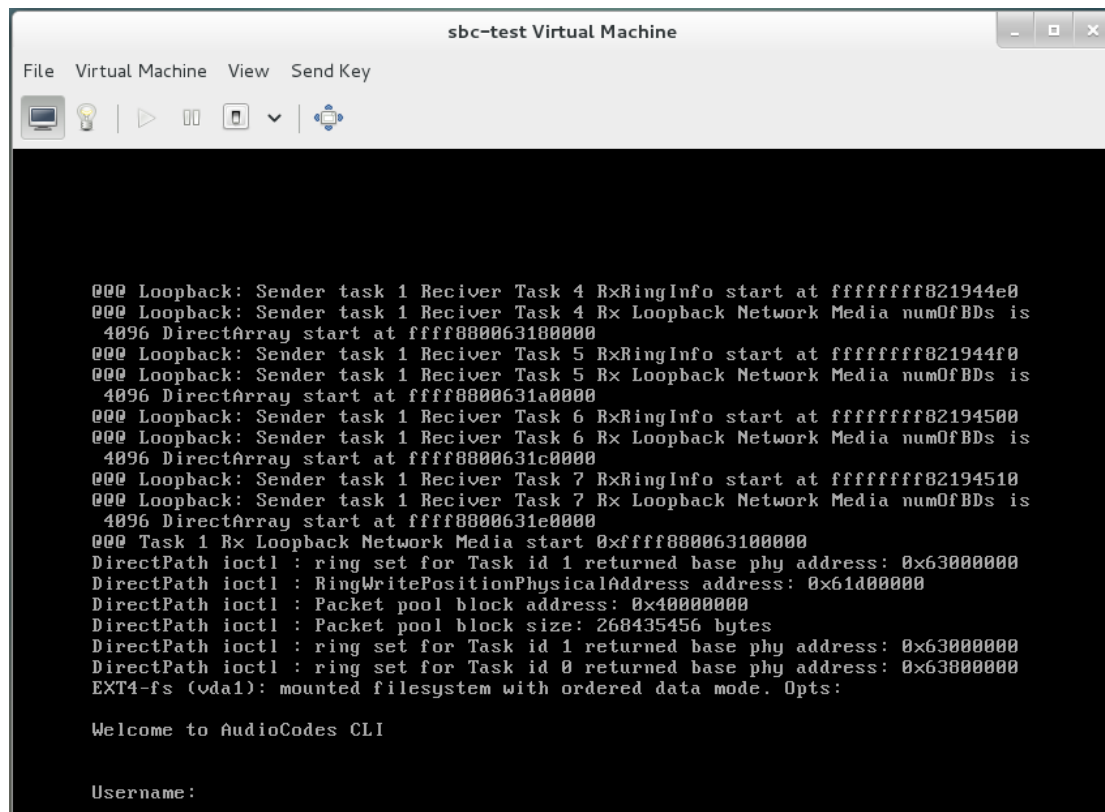 sbc-test Virtual Machine
File Virtual Machine View Send Key
@@@ Loopback: Sender task 1 Reciver Task 4 RxRingInfo start at ffffffff821944e0
@@@ Loopback: Sender task 1 Reciver Task 4 Rx Loopback Network Media numOfBDs is
4096 DirectArray start at ffff880063180000
@@@ Loopback: Sender task 1 Reciver Task 5 RxRingInfo start at ffffffff821944f0
@@@ Loopback: Sender task 1 Reciver Task 5 Rx Loopback Network Media numOfBDs is
4096 DirectArray start at ffff8800631a0000
@@@ Loopback: Sender task 1 Reciver Task 6 RxRingInfo start at ffffffff82194500
@@@ Loopback: Sender task 1 Reciver Task 6 Rx Loopback Network Media numOfBDs is
4096 DirectArray start at ffff8800631c0000
@@@ Loopback: Sender task 1 Reciver Task 7 RxRingInfo start at ffffffff82194510
@@@ Loopback: Sender task 1 Reciver Task 7 Rx Loopback Network Media numOfBDs is
4096 DirectArray start at ffff8800631e0000
@@@ Task 1 Rx Loopback Network Media start 0xffff880063100000
DirectPath ioctl : ring set for Task id 1 returned base phy address: 0x63000000
DirectPath ioctl : RingWritePositionPhysicalAddress address: 0x61d00000
DirectPath ioctl : Packet pool block address: 0x40000000
DirectPath ioctl : Packet pool block size: 268435456 bytes
DirectPath ioctl : ring set for Task id 1 returned base phy address: 0x63000000
DirectPath ioctl : ring set for Task id 0 returned base phy address: 0x63800000
EXT4-fs (vda1): mounted filesystem with ordered data mode. Opts:
Welcome to AudioCodes CLI
Username: